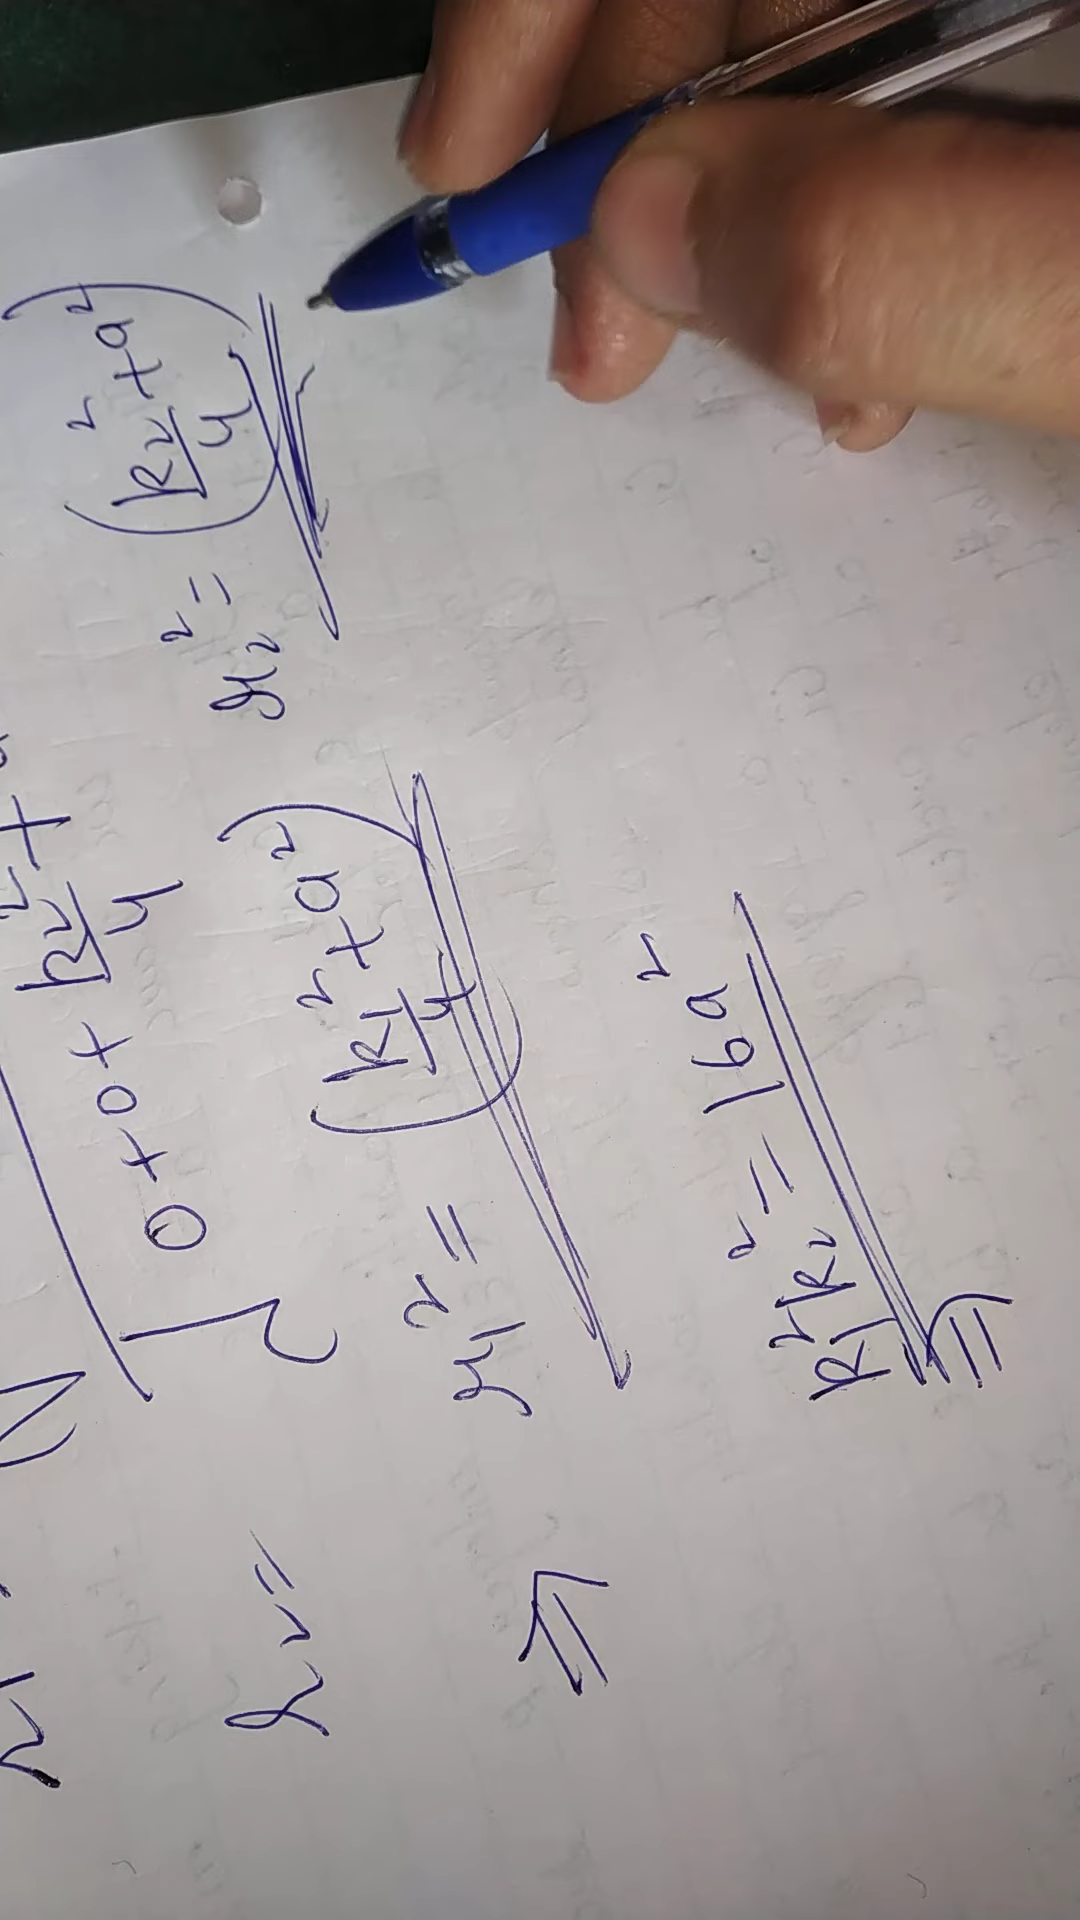 r₂ = √(0 + 0 + k₂²/4 +
⇒ r₁² = (k₁²/4 + a²) r₂² = (k₂²/4 + a²)
k₁²k₂² = 16a²